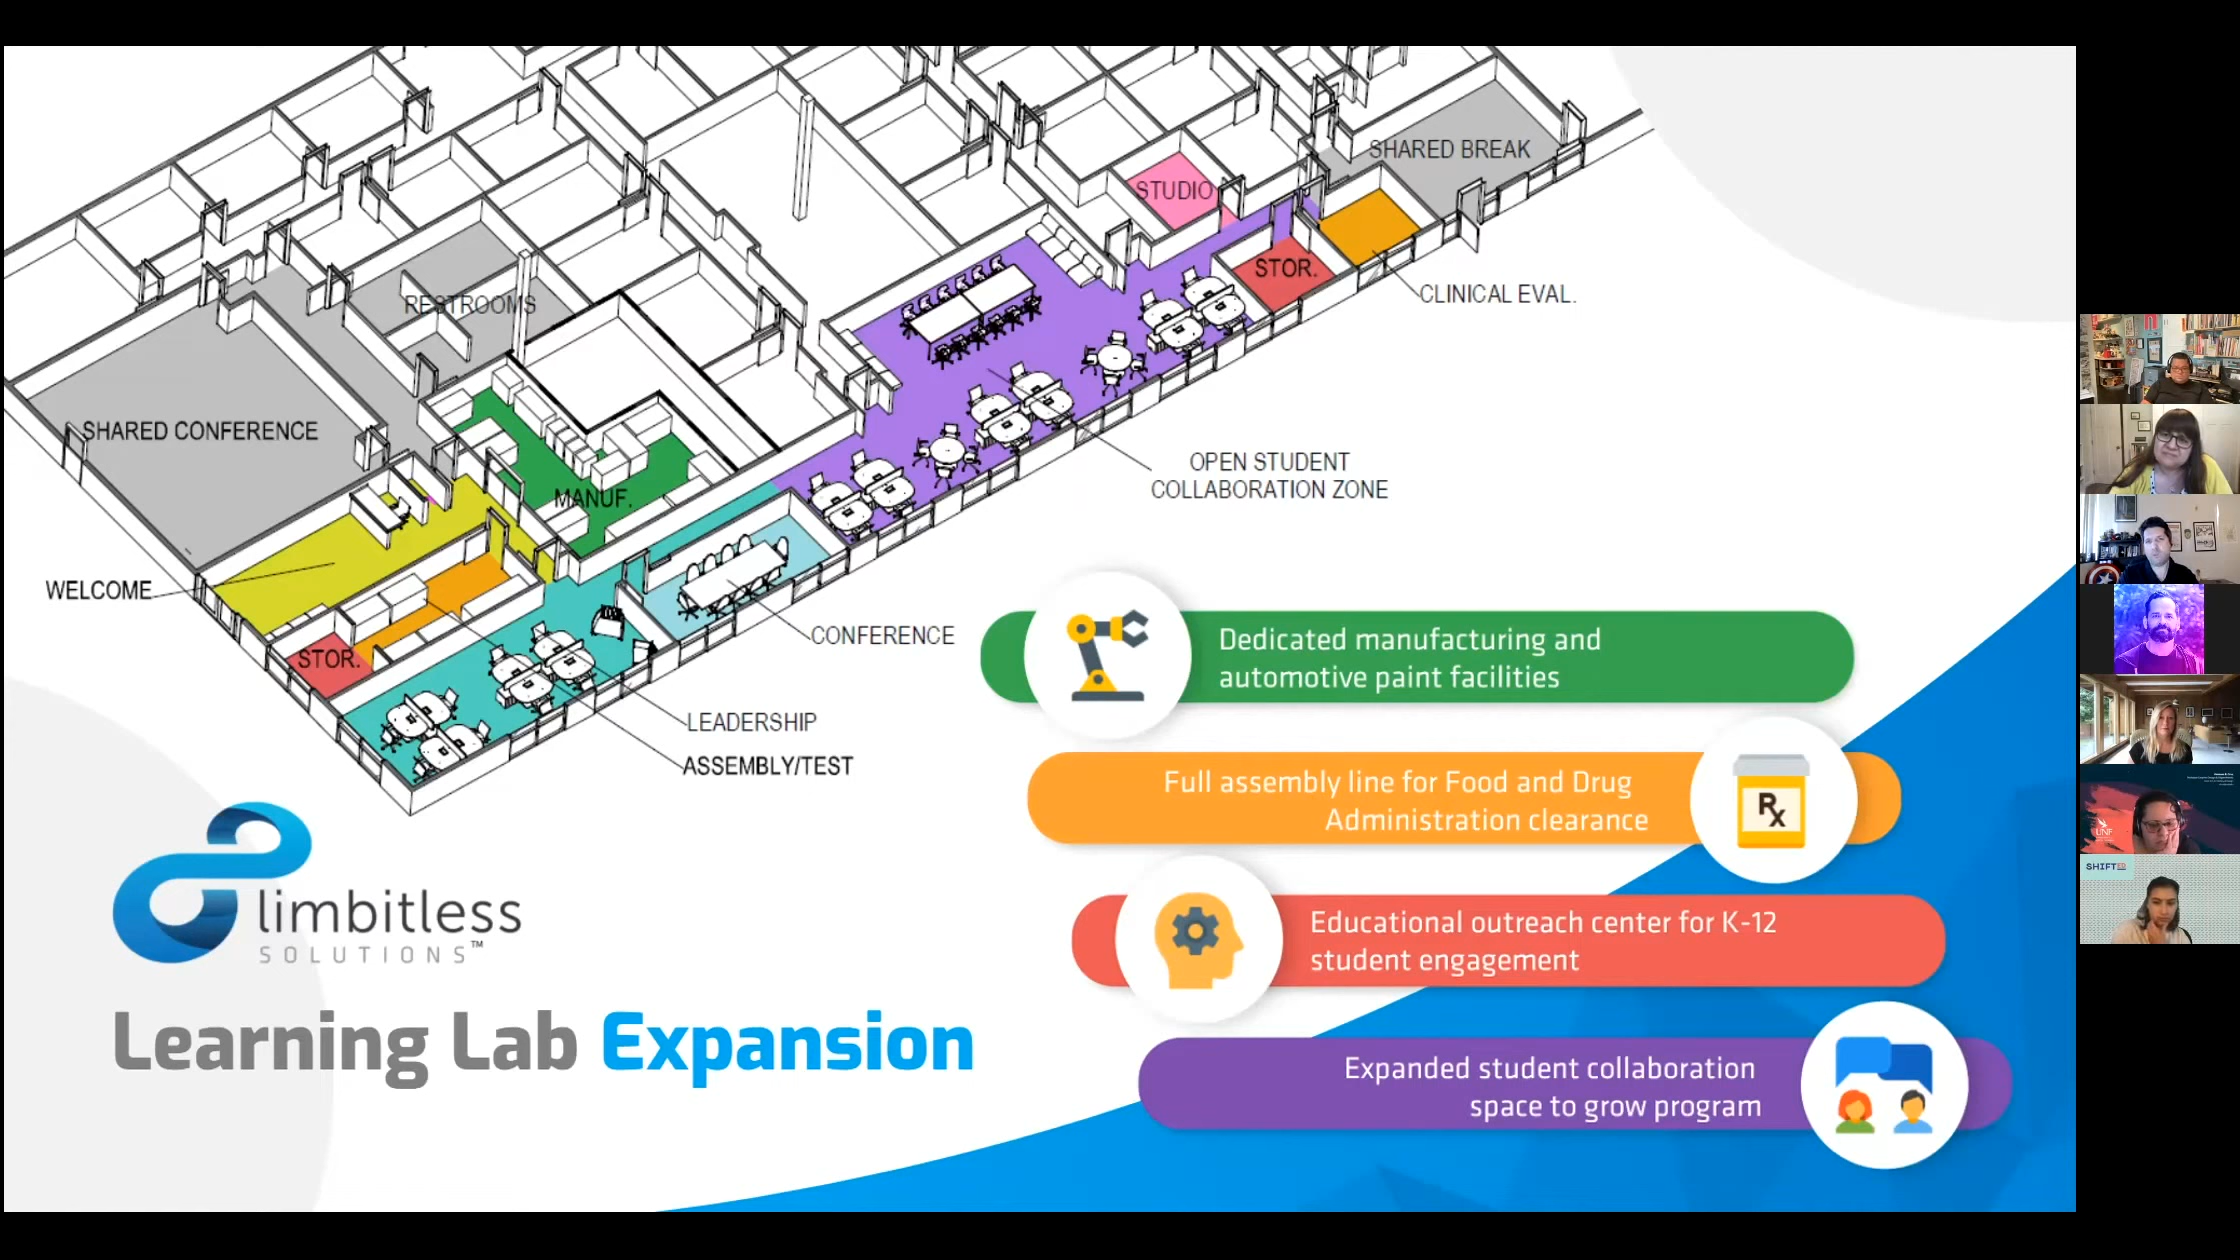 SHARED BREAK
STUDIO
STOR.
CLINICAL EVAL.
RESTROOMS
SHARED CONFERENCE
OPEN STUDENT
COLLABORATION ZONE
MANUF.
WELCOME
CONFERENCE
STOR.
LEADERSHIP
ASSEMBLY/TEST
limbitless
SOLUTIONS™
Learning Lab Expansion
Dedicated manufacturing and
automotive paint facilities
Full assembly line for Food and Drug
Administration clearance
Rx
Educational outreach center for K-12
student engagement
Expanded student collaboration
space to grow program
UNF
SHIFTED